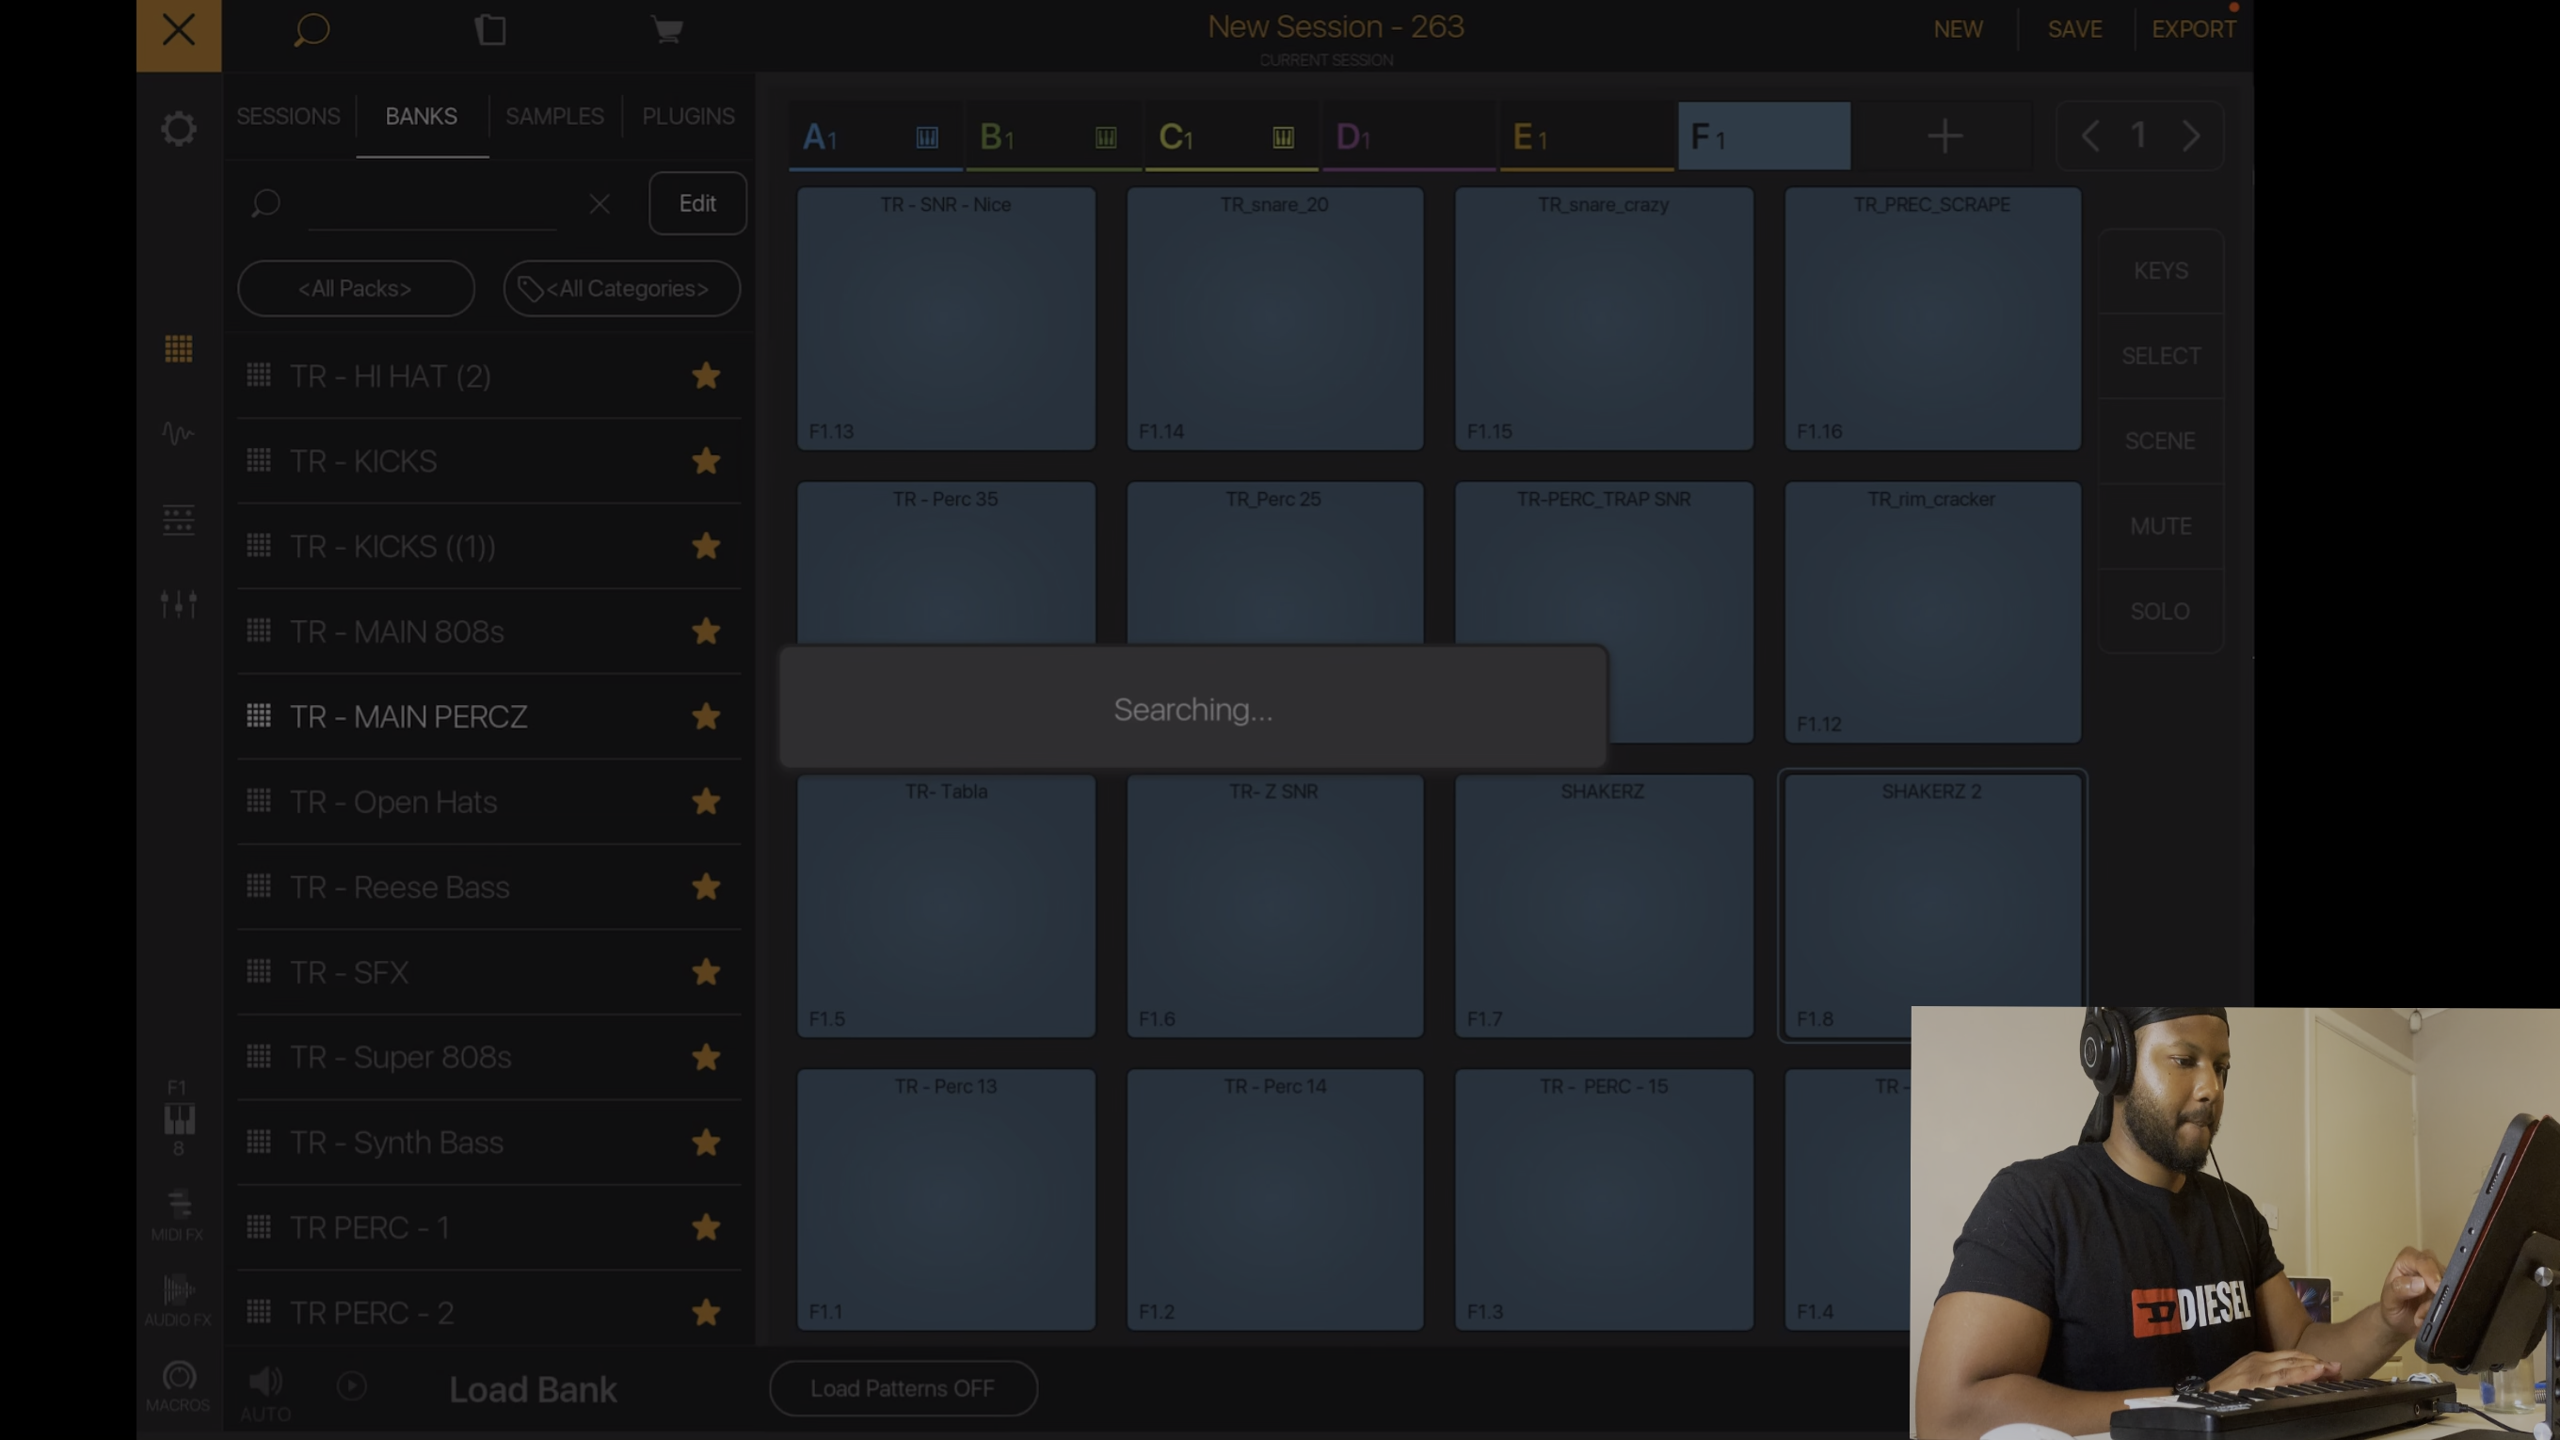 New Session - 263
CURRENT SESSION
NEW
SAVE
EXPORT
SESSIONS
BANKS
SAMPLES
PLUGINS
A1
B1
C1
D1
E1
F1
1
Edit
<All Packs>
<All Categories>
TR - HI HAT (2)
TR - KICKS
TR - KICKS ((1))
TR - MAIN 808s
TR - MAIN PERCZ
TR - Open Hats
TR - Reese Bass
TR - SFX
TR - Super 808s
TR - Synth Bass
TR PERC - 1
TR PERC - 2
TR - SNR - Nice
TR_snare_20
TR_snare_crazy
TR_PREC_SCRAPE
F1.13
F1.14
F1.15
F1.16
TR - Perc 35
TR_Perc 25
TR-PERC_TRAP SNR
TR_rim_cracker
F1.12
Searching...
TR- Tabla
TR- Z SNR
SHAKERZ
SHAKERZ 2
F1.5
F1.6
F1.7
F1.8
TR - Perc 13
TR - Perc 14
TR - PERC - 15
TR -
F1.1
F1.2
F1.3
F1.4
KEYS
SELECT
SCENE
MUTE
SOLO
F1
8
MIDI FX
AUDIO FX
MACROS
AUTO
Load Bank
Load Patterns OFF
DIESEL